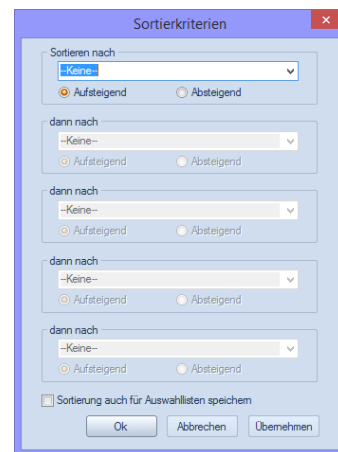 Sortierkriterien
Sortieren nach
--Keine--
Aufsteigend Absteigend
dann nach
--Keine--
Aufsteigend Absteigend
dann nach
--Keine--
Aufsteigend Absteigend
dann nach
--Keine--
Aufsteigend Absteigend
dann nach
--Keine--
Aufsteigend Absteigend
Sortierung auch für Auswahllisten speichern
Ok Abbrechen Übernehmen